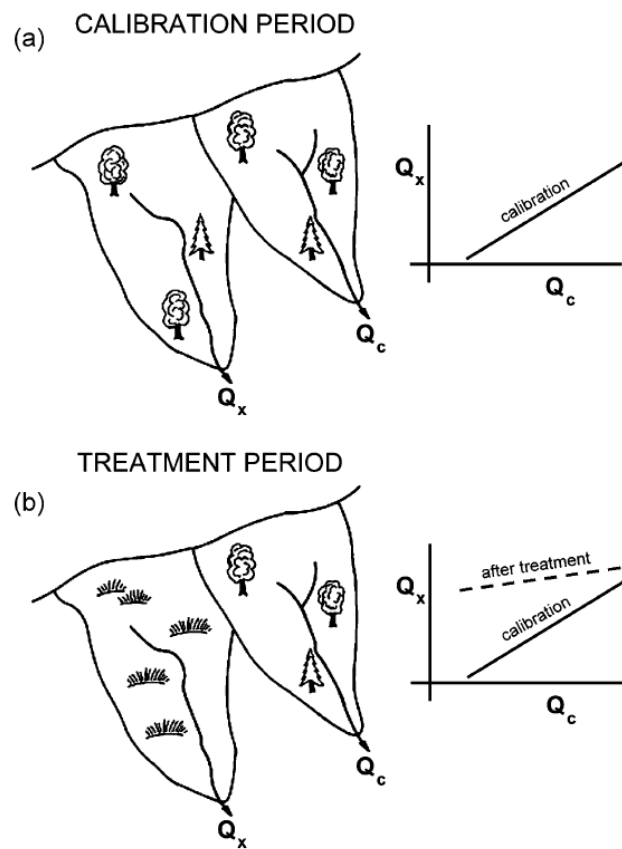 CALIBRATION PERIOD
(a)
Qx
calibration
Qc
Qc
Qx
TREATMENT PERIOD
(b)
after treatment
Qx
calibration
Qc
Qc
Qx